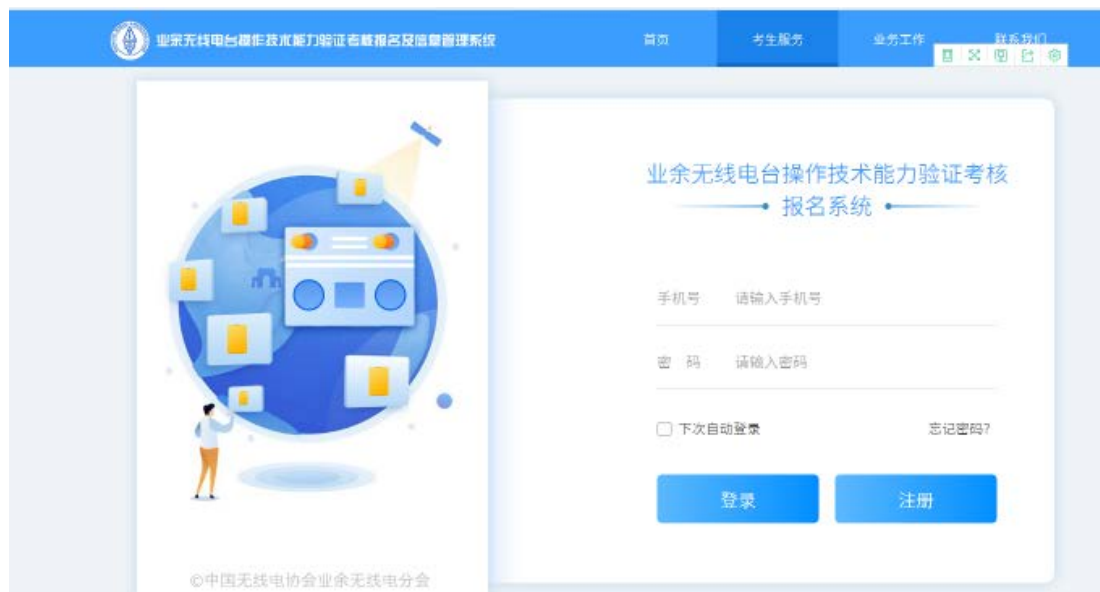 业余无线电台操作技术能力验证考核报名及信息管理系统
首页
考生服务
业务工作
联系我们
业余无线电台操作技术能力验证考核
报名系统
手机号
请输入手机号
密 码
请输入密码
下次自动登录
忘记密码?
登录
注册
©中国无线电协会业余无线电分会